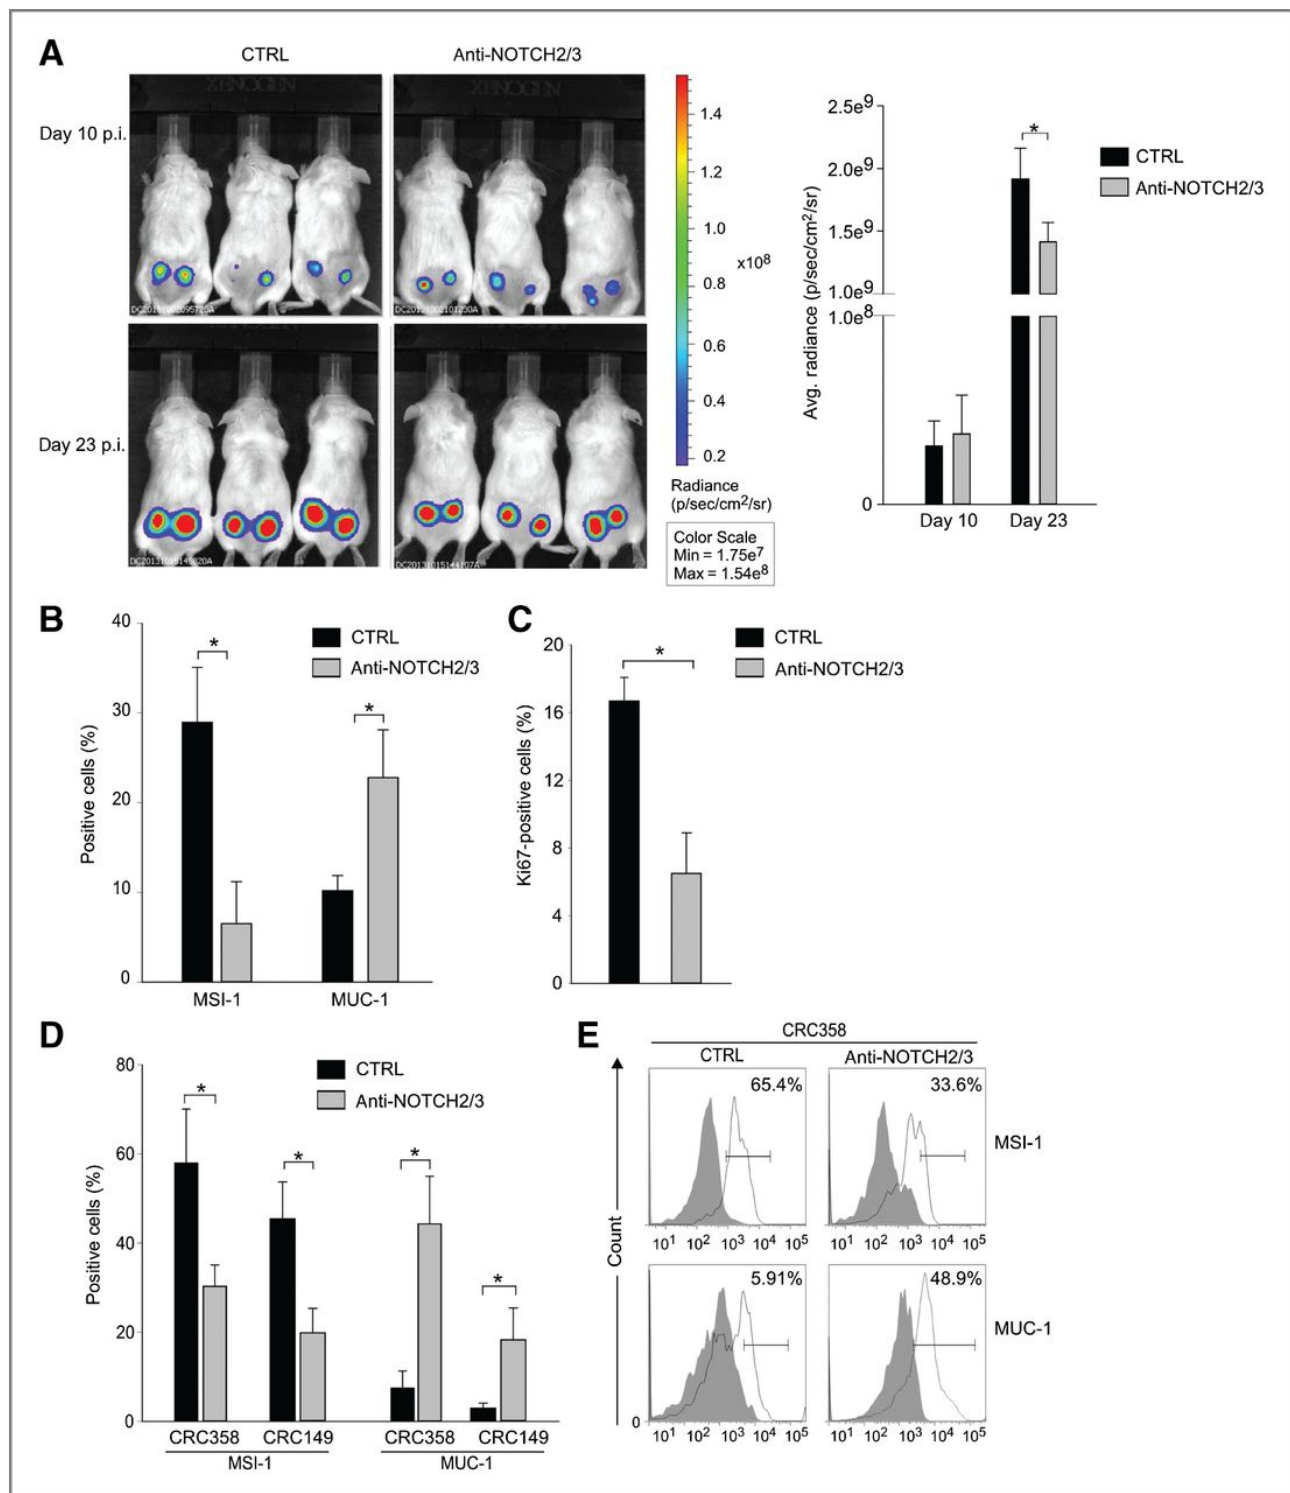 A
CTRL
Anti-NOTCH2/3
Day 10 p.i.
Day 23 p.i.
1.4
1.2
1.0
0.8
0.6
0.4
0.2
x10⁸
Radiance
(p/sec/cm²/sr)
Color Scale
Min = 1.75e⁷
Max = 1.54e⁸
Avg. radiance (p/sec/cm²/sr)
2.5e⁹
2.0e⁹
1.5e⁹
1.0e⁹
1.0e⁸
0
*
Day 10
Day 23
CTRL
Anti-NOTCH2/3
B
Positive cells (%)
40
30
20
10
0
*
*
CTRL
Anti-NOTCH2/3
MSI-1
MUC-1
C
Ki67-positive cells (%)
20
16
12
8
4
0
*
CTRL
Anti-NOTCH2/3
D
Positive cells (%)
80
60
40
20
0
*
*
*
*
CTRL
Anti-NOTCH2/3
CRC358
CRC149
CRC358
CRC149
MSI-1
MUC-1
E
CRC358
CTRL
Anti-NOTCH2/3
65.4%
33.6%
MSI-1
10¹ 10² 10³ 10⁴ 10⁵
10¹ 10² 10³ 10⁴ 10⁵
5.91%
48.9%
MUC-1
Count
0
10¹ 10² 10³ 10⁴ 10⁵
10¹ 10² 10³ 10⁴ 10⁵